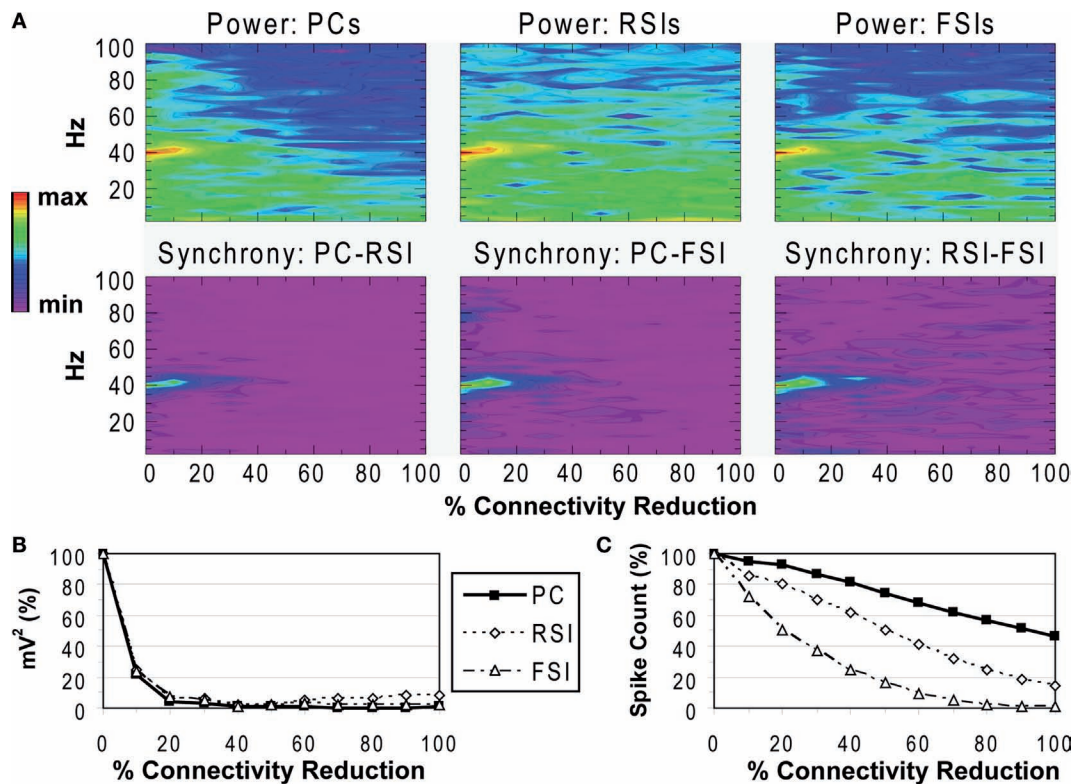 A
Power: PCs Power: RSIs Power: FSIs
100
80
60
40
20
Hz
max
min
Synchrony: PC-RSI Synchrony: PC-FSI Synchrony: RSI-FSI
100
80
60
40
20
Hz
0 20 40 60 80 100 0 20 40 60 80 100 0 20 40 60 80 100
% Connectivity Reduction
B
100
80
60
40
20
0
mV² (%)
0 20 40 60 80 100
% Connectivity Reduction
PC
RSI
FSI
C
100
80
60
40
20
0
Spike Count (%)
0 20 40 60 80 100
% Connectivity Reduction